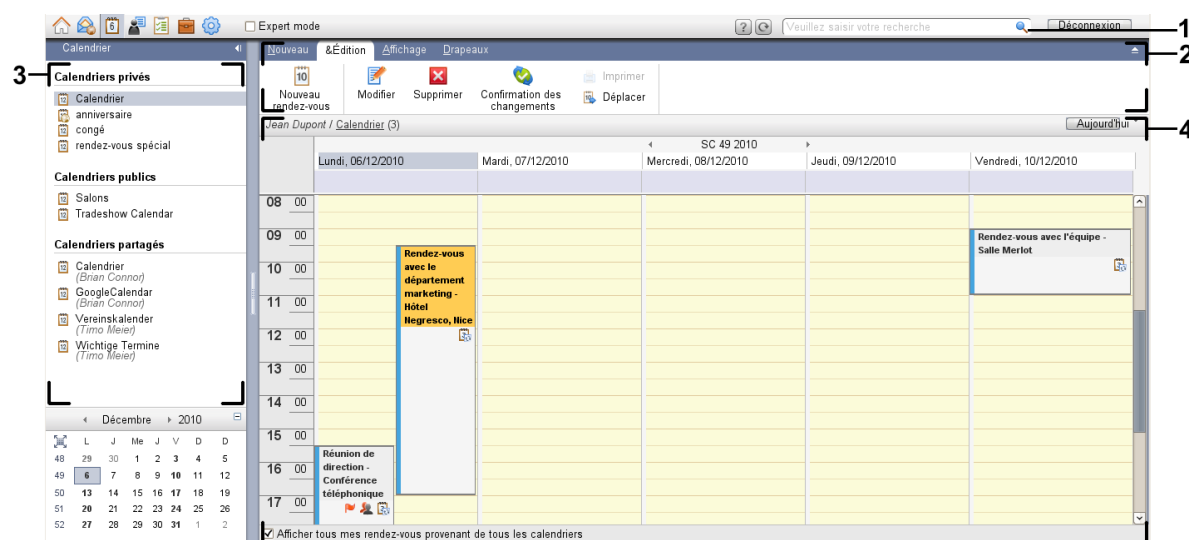 Expert mode
Veuillez saisir votre recherche
Déconnexion
1
2
3
4
Calendrier
Calendriers privés
Calendrier
anniversaire
congé
rendez-vous spécial
Calendriers publics
Salons
Tradeshow Calendar
Calendriers partagés
Calendrier
(Brian Connor)
GoogleCalendar
(Brian Connor)
Vereinskalender
(Timo Meier)
Wichtige Termine
(Timo Meier)
Décembre 2010
L J Me J V D D
48 29 30 1 2 3 4 5
49 6 7 8 9 10 11 12
50 13 14 15 16 17 18 19
51 20 21 22 23 24 25 26
52 27 28 29 30 31 1 2
Nouveau &Édition Affichage Drapeaux
Nouveau
rendez-vous
Modifier
Supprimer
Confirmation des
changements
Imprimer
Déplacer
Jean Dupont / Calendrier (3)
Aujourd'hui
SC 49 2010
Lundi, 06/12/2010 Mardi, 07/12/2010 Mercredi, 08/12/2010 Jeudi, 09/12/2010 Vendredi, 10/12/2010
08 00
09 00
10 00
11 00
12 00
13 00
14 00
15 00
16 00
17 00
Rendez-vous
avec le
département
marketing -
Hôtel
Negresco, Nice
Réunion de
direction -
Conférence
téléphonique
Rendez-vous avec l'équipe -
Salle Merlot
Afficher tous mes rendez-vous provenant de tous les calendriers